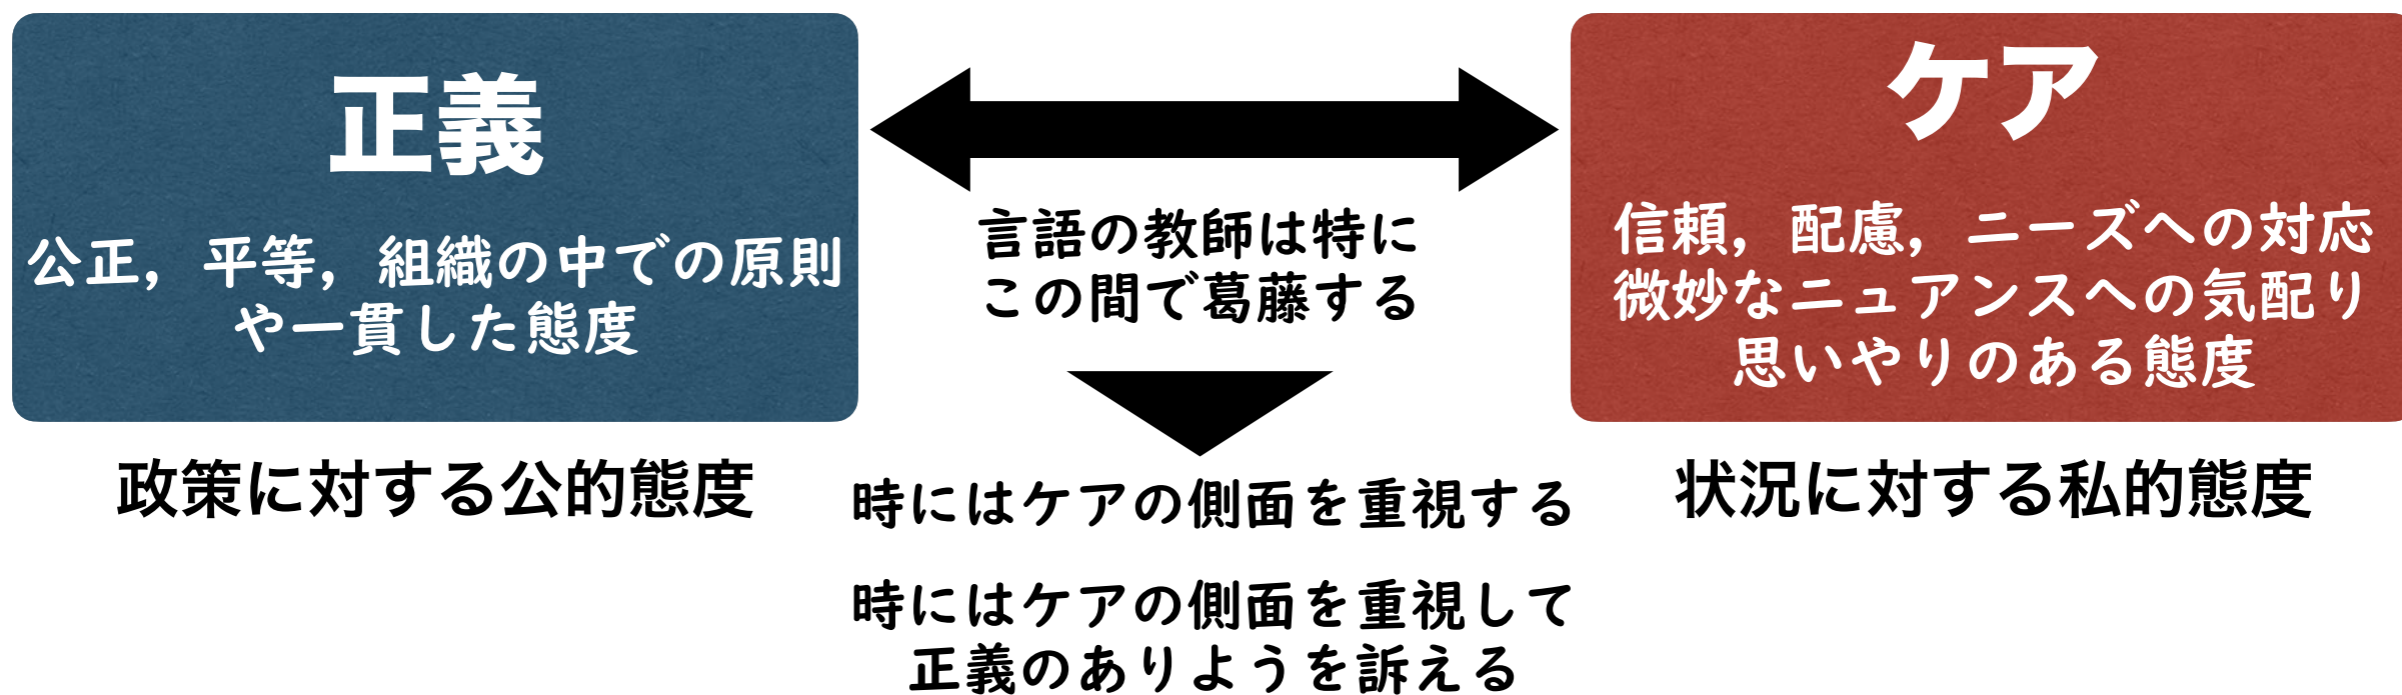 正義
公正，平等，組織の中での原則
や一貫した態度
政策に対する公的態度
言語の教師は特に
この間で葛藤する
時にはケアの側面を重視する
時にはケアの側面を重視して
正義のありようを訴える
ケア
信頼，配慮，ニーズへの対応
微妙なニュアンスへの気配り
思いやりのある態度
状況に対する私的態度